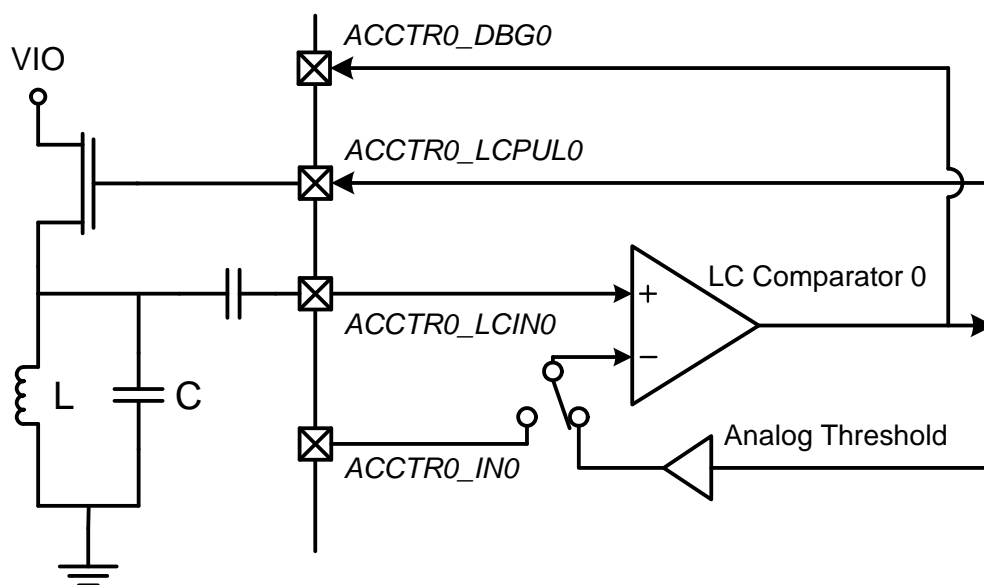 ACCTR0_DBG0
VIO
ACCTR0_LCPUL0
LC Comparator 0
+
ACCTR0_LCIN0
−
L
C
Analog Threshold
ACCTR0_IN0